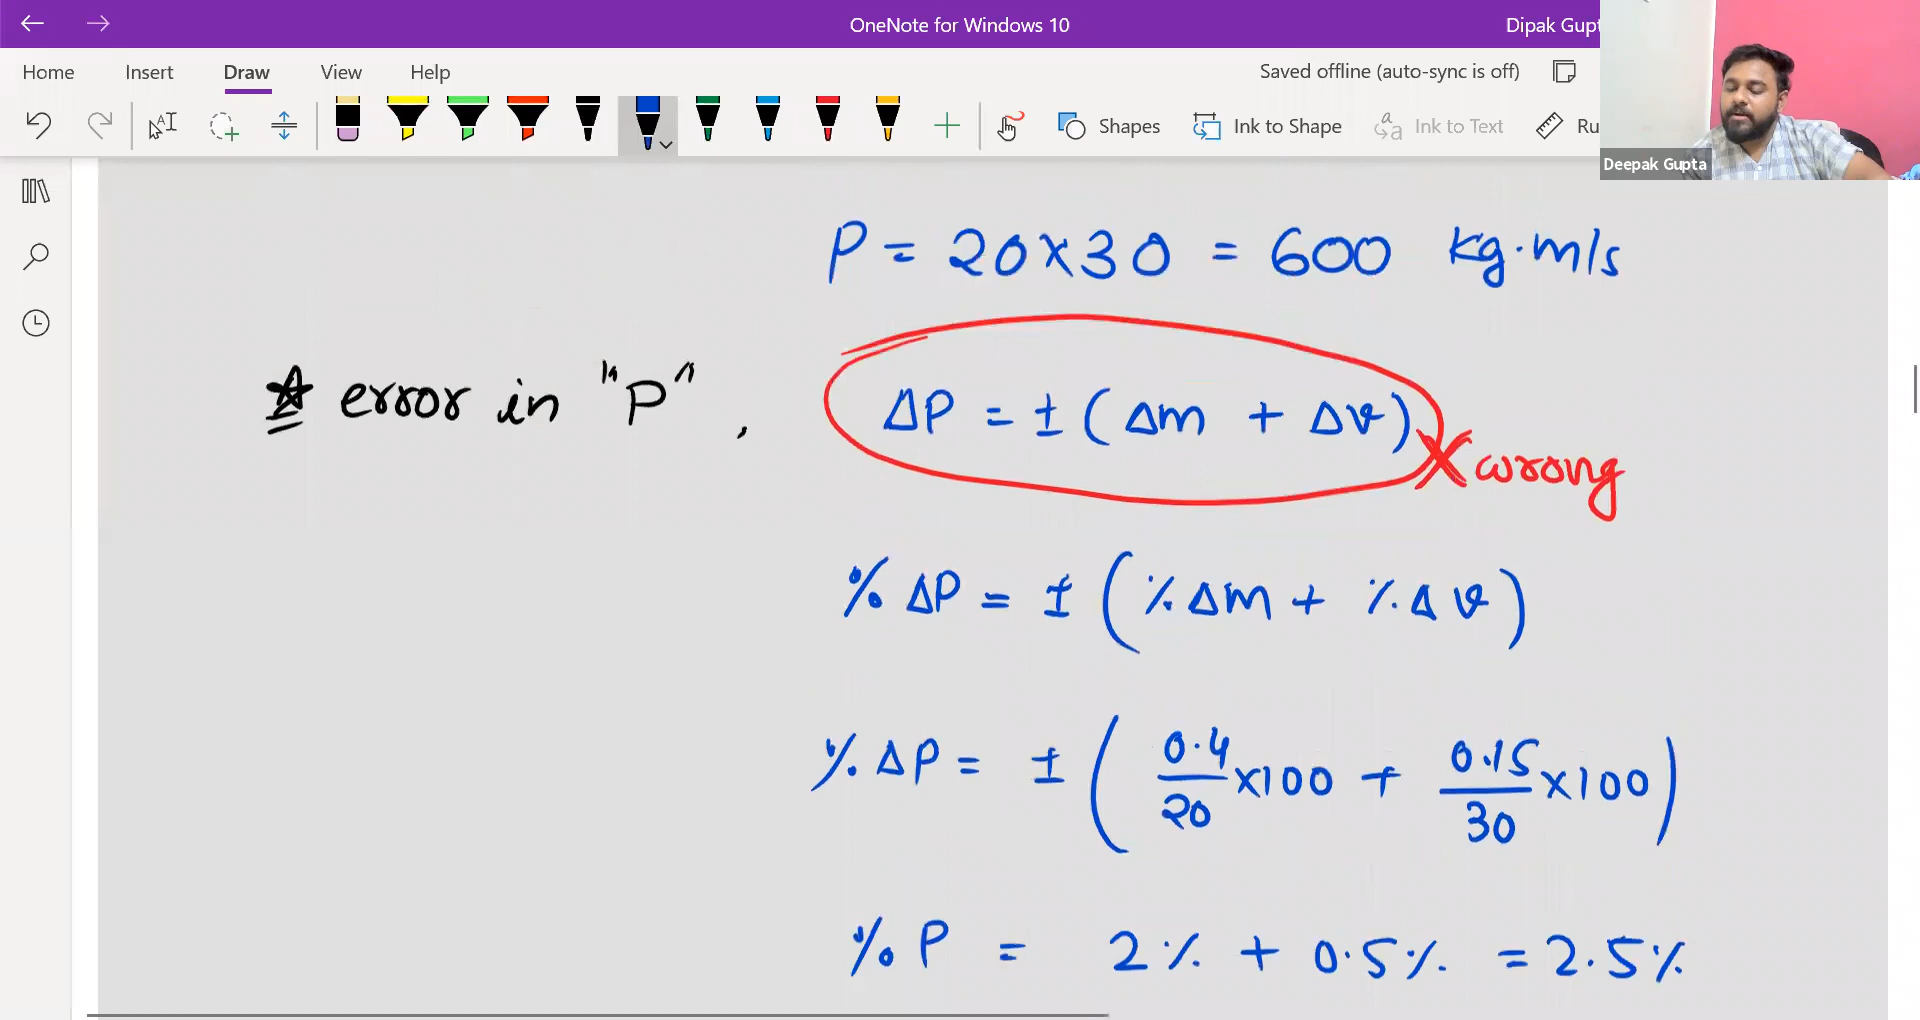 OneNote for Windows 10
Dipak Gupt
Home Insert Draw View Help
Saved offline (auto-sync is off)
Shapes Ink to Shape Ink to Text Ru
Deepak Gupta
P = 20×30 = 600 kg·m/s
error in "P", ΔP = ± (Δm + Δv)
× wrong
% ΔP = ± (% Δm + % Δv)
% ΔP = ± (0.4/20 ×100 + 0.15/30 ×100)
% P = 2% + 0.5% = 2.5%